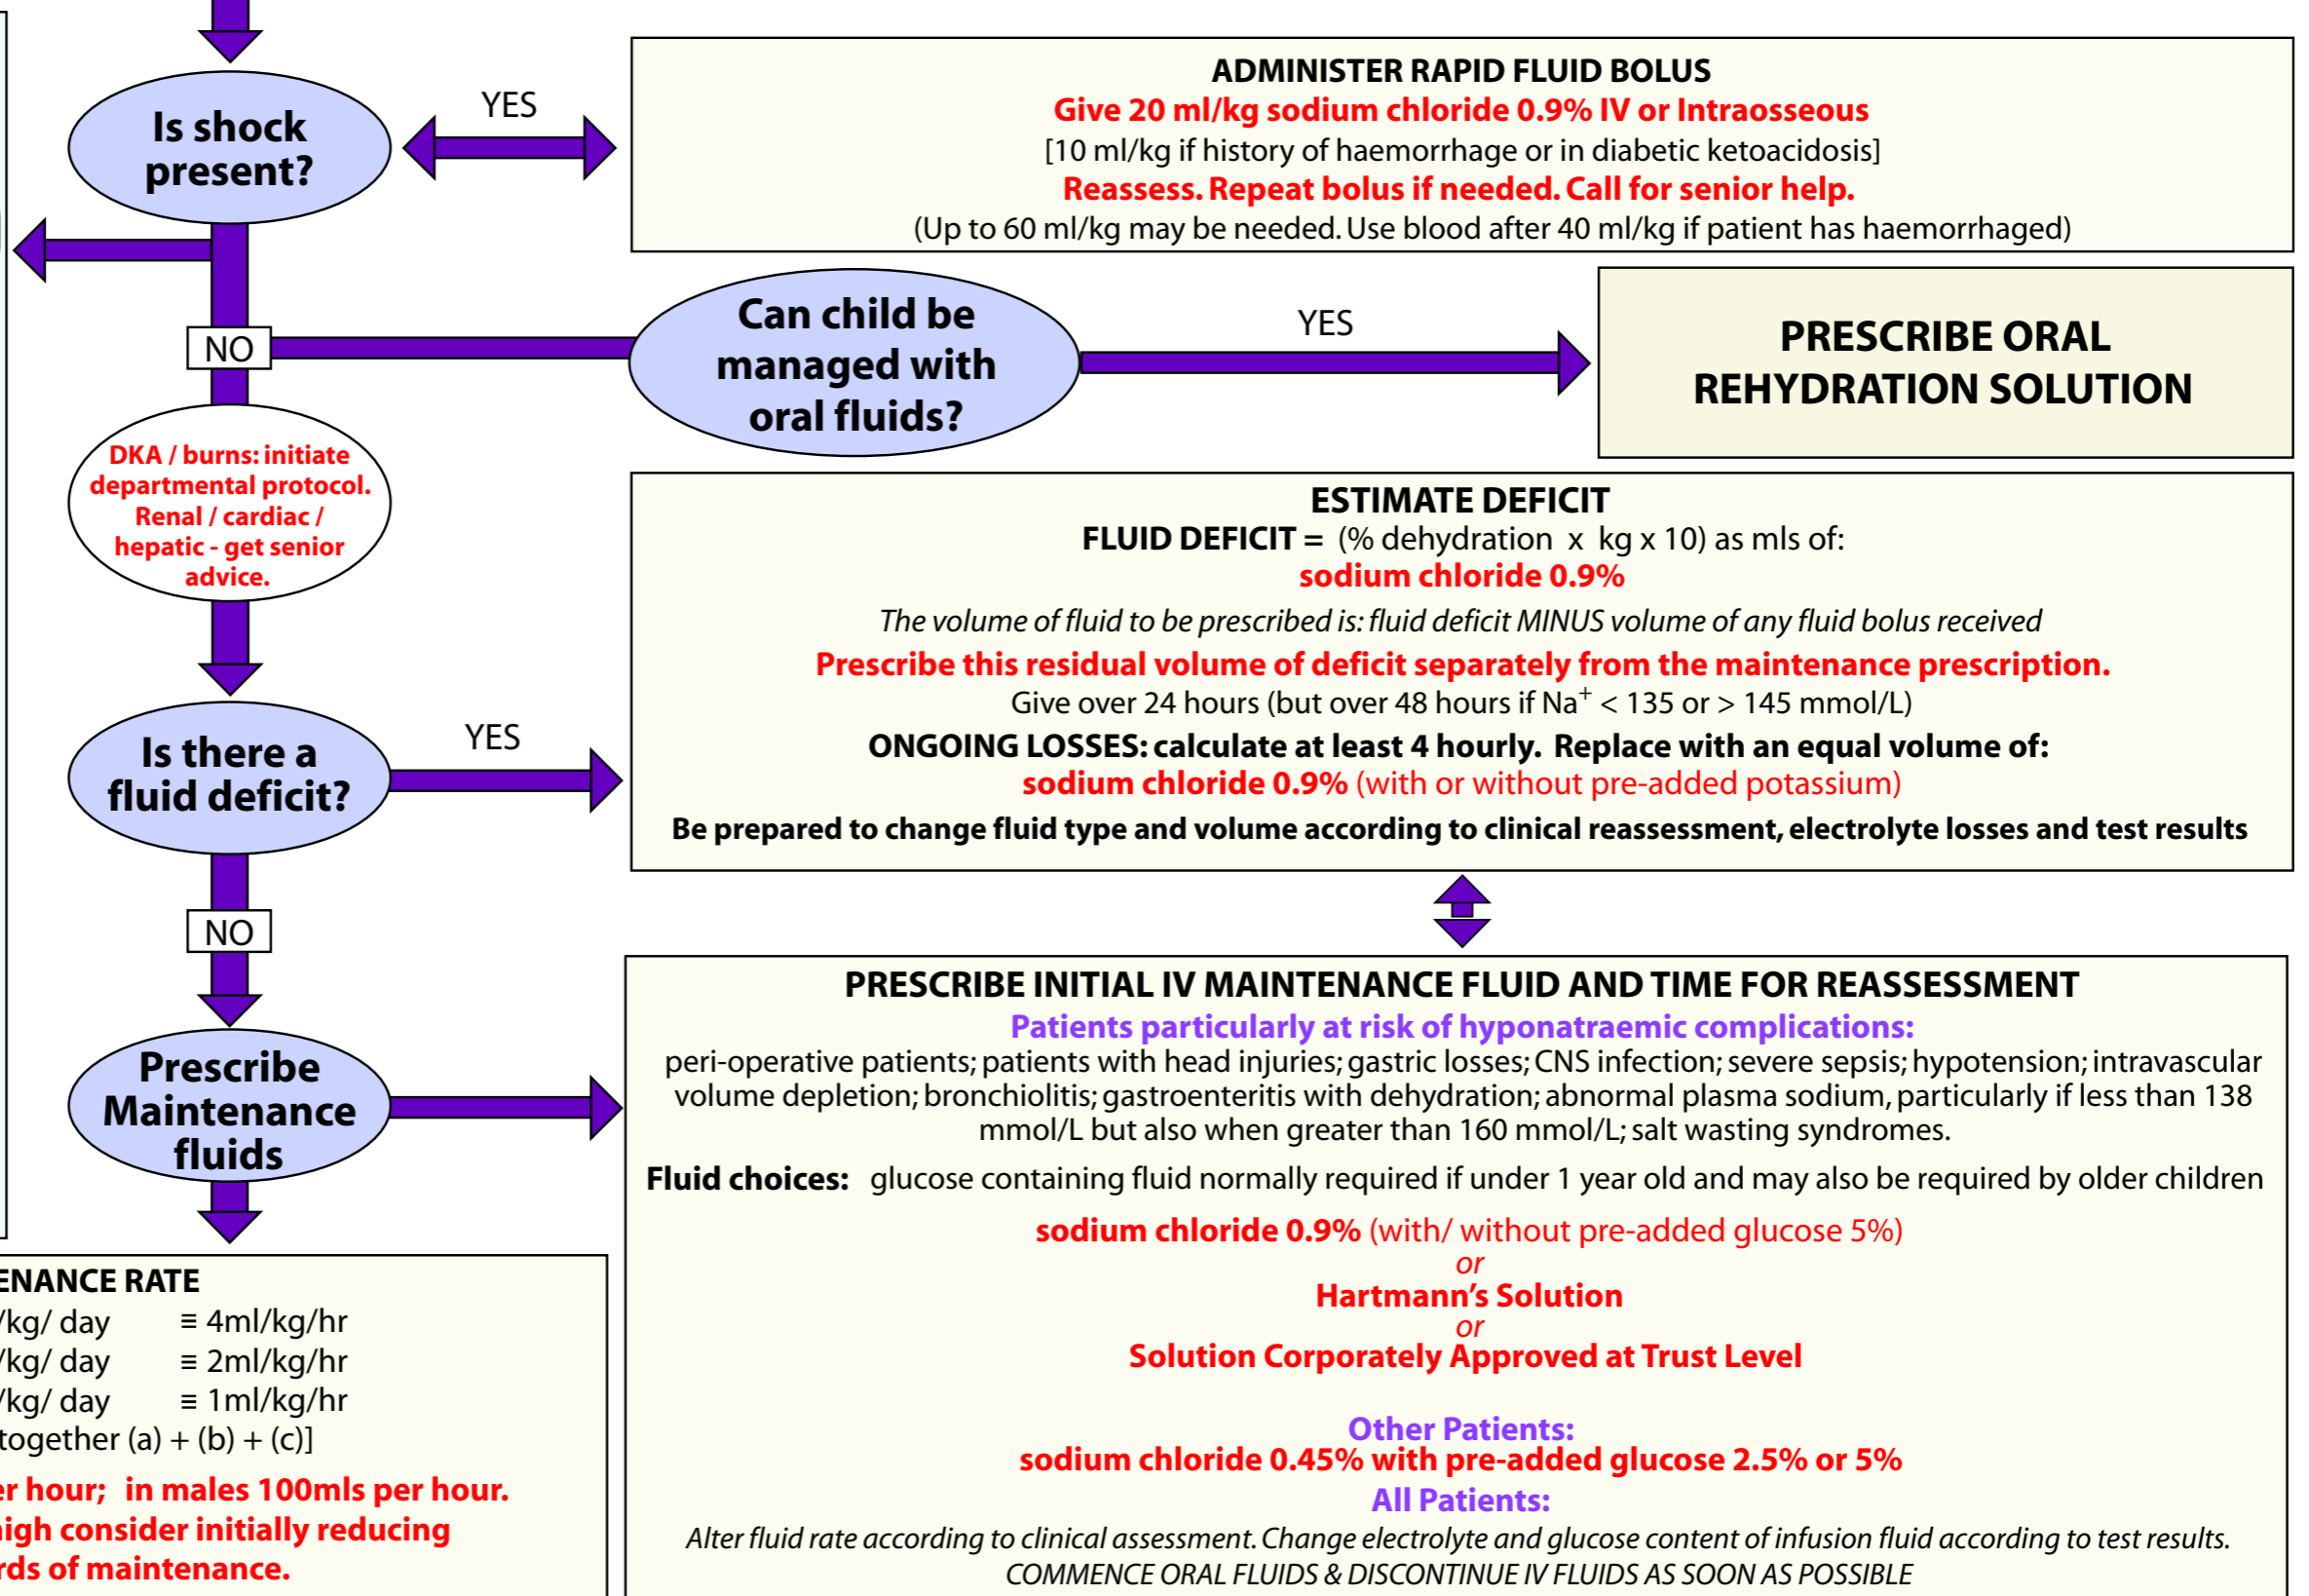 Is shock
present?
YES
ADMINISTER RAPID FLUID BOLUS
Give 20 ml/kg sodium chloride 0.9% IV or Intraosseous
[10 ml/kg if history of haemorrhage or in diabetic ketoacidosis]
Reassess. Repeat bolus if needed. Call for senior help.
(Up to 60 ml/kg may be needed. Use blood after 40 ml/kg if patient has haemorrhaged)
NO
Can child be
managed with
oral fluids?
YES
PRESCRIBE ORAL
REHYDRATION SOLUTION
DKA / burns: initiate
departmental protocol.
Renal / cardiac /
hepatic - get senior
advice.
Is there a
fluid deficit?
YES
ESTIMATE DEFICIT
FLUID DEFICIT = (% dehydration x kg x 10) as mls of:
sodium chloride 0.9%
The volume of fluid to be prescribed is: fluid deficit MINUS volume of any fluid bolus received
Prescribe this residual volume of deficit separately from the maintenance prescription.
Give over 24 hours (but over 48 hours if Na⁺ < 135 or > 145 mmol/L)
ONGOING LOSSES: calculate at least 4 hourly. Replace with an equal volume of:
sodium chloride 0.9% (with or without pre-added potassium)
Be prepared to change fluid type and volume according to clinical reassessment, electrolyte losses and test results
NO
Prescribe
Maintenance
fluids
PRESCRIBE INITIAL IV MAINTENANCE FLUID AND TIME FOR REASSESSMENT
Patients particularly at risk of hyponatraemic complications:
peri-operative patients; patients with head injuries; gastric losses; CNS infection; severe sepsis; hypotension; intravascular
volume depletion; bronchiolitis; gastroenteritis with dehydration; abnormal plasma sodium, particularly if less than 138
mmol/L but also when greater than 160 mmol/L; salt wasting syndromes.
Fluid choices: glucose containing fluid normally required if under 1 year old and may also be required by older children
sodium chloride 0.9% (with/ without pre-added glucose 5%)
or
Hartmann's Solution
or
Solution Corporately Approved at Trust Level
Other Patients:
sodium chloride 0.45% with pre-added glucose 2.5% or 5%
All Patients:
Alter fluid rate according to clinical assessment. Change electrolyte and glucose content of infusion fluid according to test results.
COMMENCE ORAL FLUIDS & DISCONTINUE IV FLUIDS AS SOON AS POSSIBLE
ENANCE RATE
/kg/ day ≡ 4ml/kg/hr
/kg/ day ≡ 2ml/kg/hr
/kg/ day ≡ 1ml/kg/hr
together (a) + (b) + (c)]
er hour; in males 100mls per hour.
high consider initially reducing
rds of maintenance.